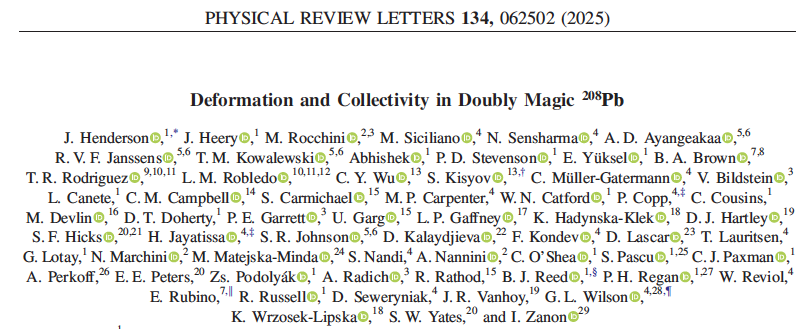 PHYSICAL REVIEW LETTERS 134, 062502 (2025)
Deformation and Collectivity in Doubly Magic ²⁰⁸Pb
J. Henderson,¹,* J. Heery,¹ M. Rocchini,²,³ M. Siciliano,⁴ N. Sensharma,⁴ A. D. Ayangeakaa,⁵,⁶
R. V. F. Janssens,⁵,⁶ T. M. Kowalewski,⁵,⁶ Abhishek,¹ P. D. Stevenson,¹ E. Yüksel,¹ B. A. Brown,⁷,⁸
T. R. Rodriguez,⁹,¹⁰,¹¹ L. M. Robledo,¹⁰,¹¹,¹² C. Y. Wu,¹³ S. Kisyov,¹³,† C. Müller-Gatermann,⁴ V. Bildstein,³
L. Canete,¹ C. M. Campbell,¹⁴ S. Carmichael,¹⁵ M. P. Carpenter,⁴ W. N. Catford,¹ P. Copp,⁴,‡ C. Cousins,¹
M. Devlin,¹⁶ D. T. Doherty,¹ P. E. Garrett,³ U. Garg,¹⁵ L. P. Gaffney,¹⁷ K. Hadynska-Klek,¹⁸ D. J. Hartley,¹⁹
S. F. Hicks,²⁰,²¹ H. Jayatissa,⁴,‡ S. R. Johnson,⁵,⁶ D. Kalaydjieva,²² F. Kondev,⁴ D. Lascar,²³ T. Lauritsen,⁴
G. Lotay,¹ N. Marchini,² M. Matejska-Minda,²⁴ S. Nandi,⁴ A. Nannini,² C. O'Shea,¹ S. Pascu,¹,²⁵ C. J. Paxman,¹
A. Perkoff,²⁶ E. E. Peters,²⁰ Zs. Podolyák,¹ A. Radich,³ R. Rathod,¹⁵ B. J. Reed,¹,§ P. H. Regan,¹,²⁷ W. Reviol,⁴
E. Rubino,⁷,∥ R. Russell,¹ D. Seweryniak,⁴ J. R. Vanhoy,¹⁹ G. L. Wilson,⁴,²⁸,¶
K. Wrzosek-Lipska,¹⁸ S. W. Yates,²⁰ and I. Zanon²⁹